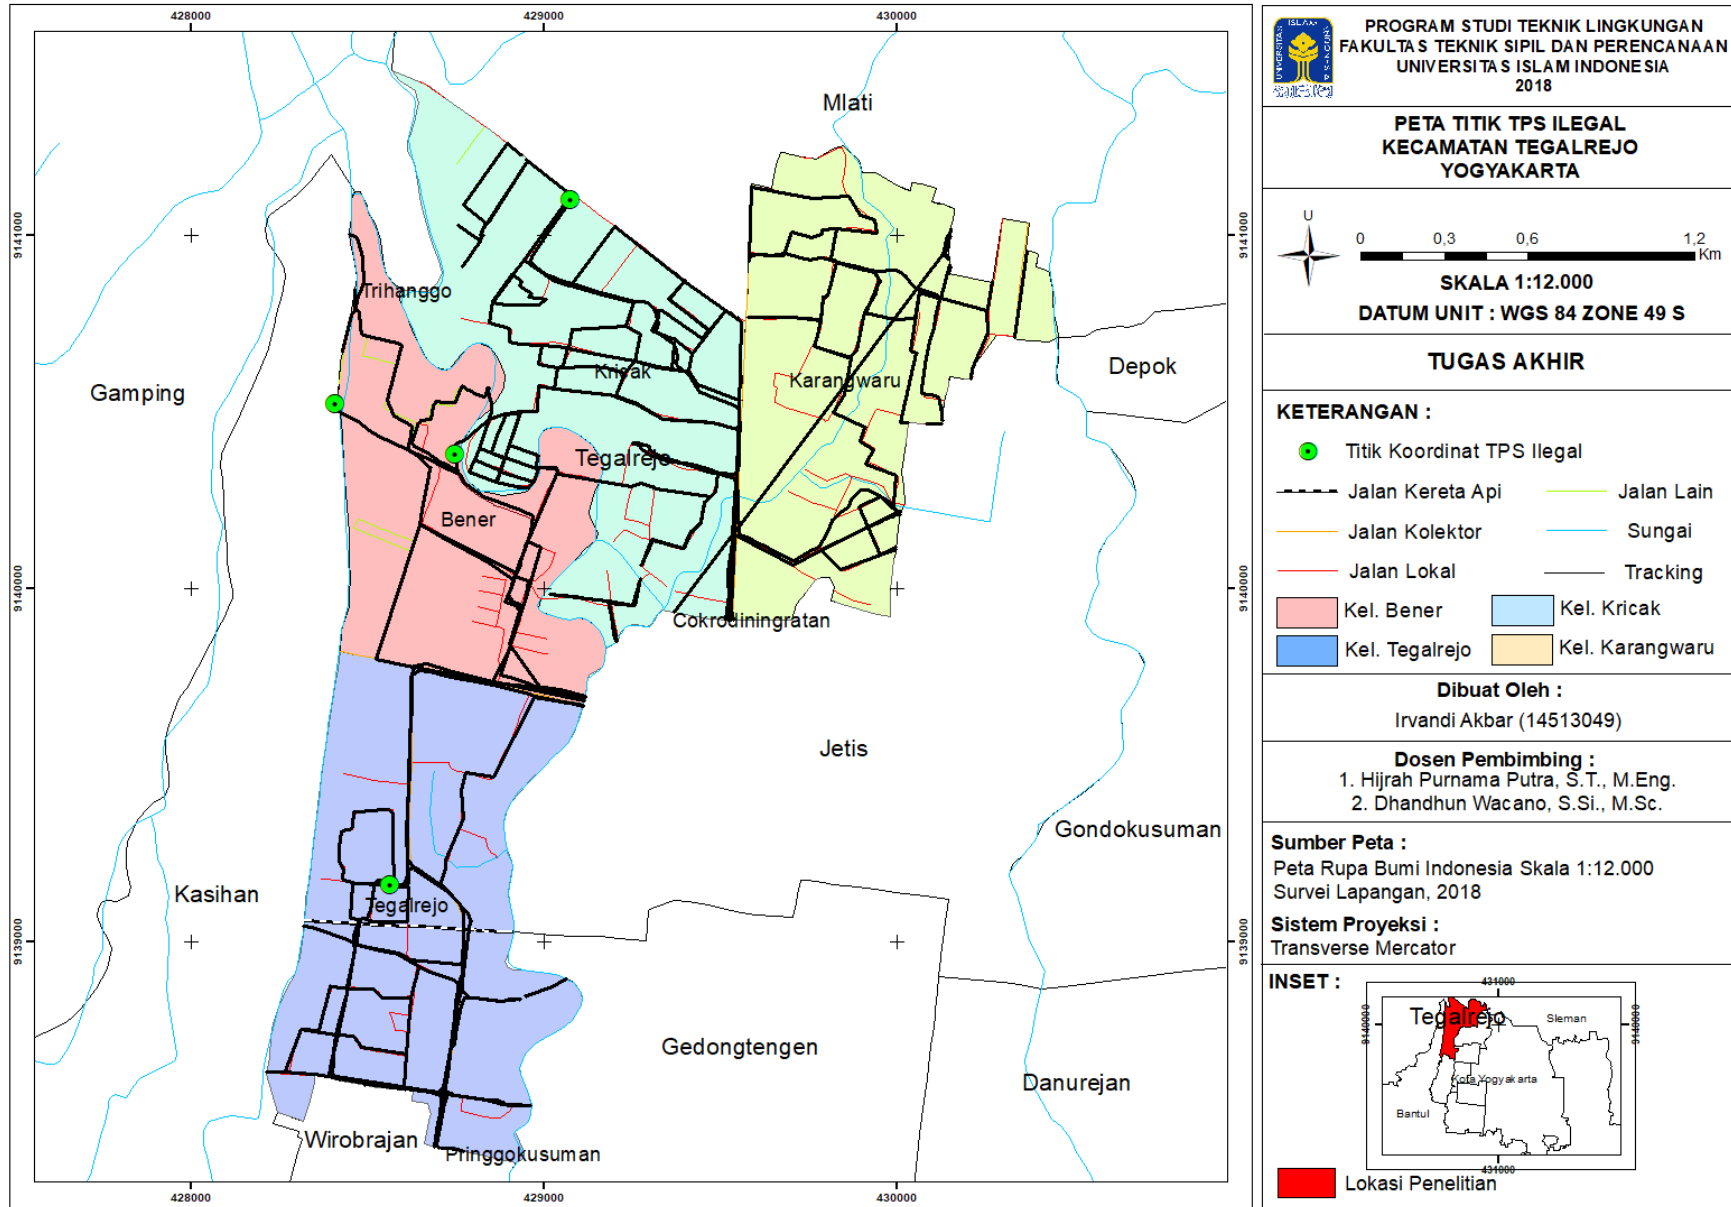 428000
429000
430000
9141000
9140000
9139000
9141000
9140000
9139000
428000
429000
430000
Mlati
Trihanggo
Kricak
Karangwaru
Depok
Gamping
Tegalrejo
Bener
Cokrodiningratan
Jetis
Gondokusuman
Kasihan
Tegalrejo
Gedongtengen
Danurejan
Wirobrajan
Pringgokusuman
ISLAM
UNIVERSITAS
PROGRAM STUDI TEKNIK LINGKUNGAN
FAKULTAS TEKNIK SIPIL DAN PERENCANAAN
UNIVERSITAS ISLAM INDONESIA
2018
PETA TITIK TPS ILEGAL
KECAMATAN TEGALREJO
YOGYAKARTA
U
0 0,3 0,6 1,2
Km
SKALA 1:12.000
DATUM UNIT : WGS 84 ZONE 49 S
TUGAS AKHIR
KETERANGAN :
Titik Koordinat TPS Ilegal
Jalan Kereta Api Jalan Lain
Jalan Kolektor Sungai
Jalan Lokal Tracking
Kel. Bener Kel. Kricak
Kel. Tegalrejo Kel. Karangwaru
Dibuat Oleh :
Irvandi Akbar (14513049)
Dosen Pembimbing :
1. Hijrah Purnama Putra, S.T., M.Eng.
2. Dhandhun Wacano, S.Si., M.Sc.
Sumber Peta :
Peta Rupa Bumi Indonesia Skala 1:12.000
Survei Lapangan, 2018
Sistem Proyeksi :
Transverse Mercator
INSET :
431000
9140000
9140000
Tegalrejo
Sleman
Kota Yogyakarta
Bantul
431000
Lokasi Penelitian